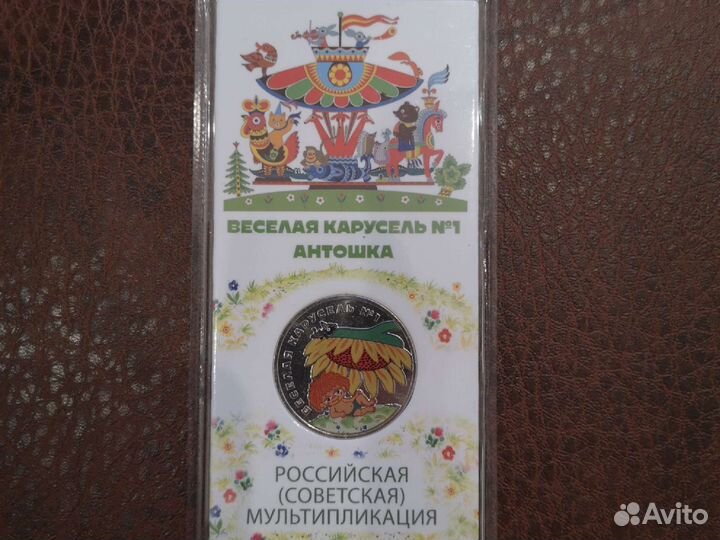 ВЕСЕЛАЯ КАРУСЕЛЬ №1
АНТОШКА
ВЕСЕЛАЯ КАРУСЕЛЬ №1
РОССИЙСКАЯ
(СОВЕТСКАЯ)
МУЛЬТИПЛИКАЦИЯ
Avito